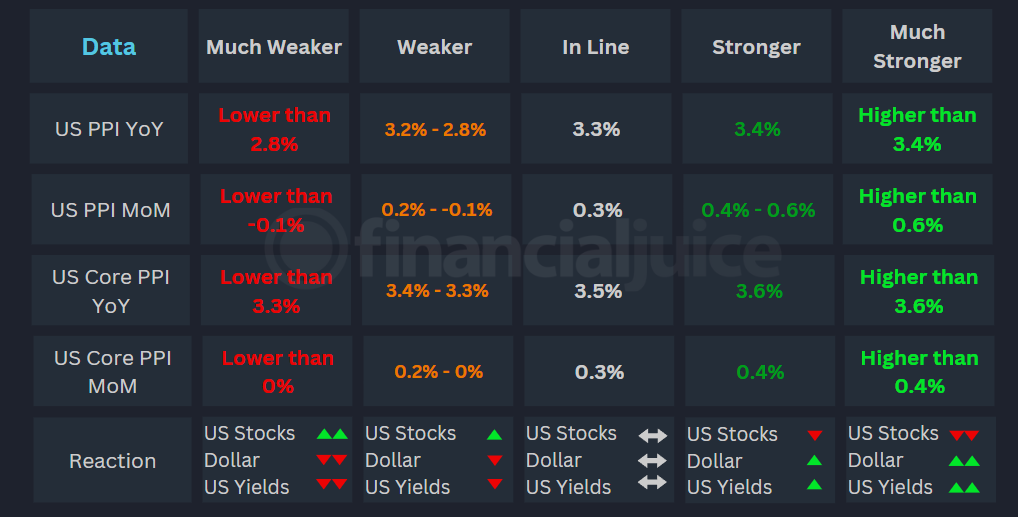 Data
Much Weaker
Weaker
In Line
Stronger
Much
Stronger
US PPI YoY
Lower than
2.8%
3.2% - 2.8%
3.3%
3.4%
Higher than
3.4%
US PPI MoM
Lower than
-0.1%
0.2% - -0.1%
0.3%
0.4% - 0.6%
Higher than
0.6%
financialjuice
US Core PPI
YoY
Lower than
3.3%
3.4% - 3.3%
3.5%
3.6%
Higher than
3.6%
US Core PPI
MoM
Lower than
0%
0.2% - 0%
0.3%
0.4%
Higher than
0.4%
Reaction
US Stocks
Dollar
US Yields
US Stocks
Dollar
US Yields
US Stocks
Dollar
US Yields
US Stocks
Dollar
US Yields
US Stocks
Dollar
US Yields